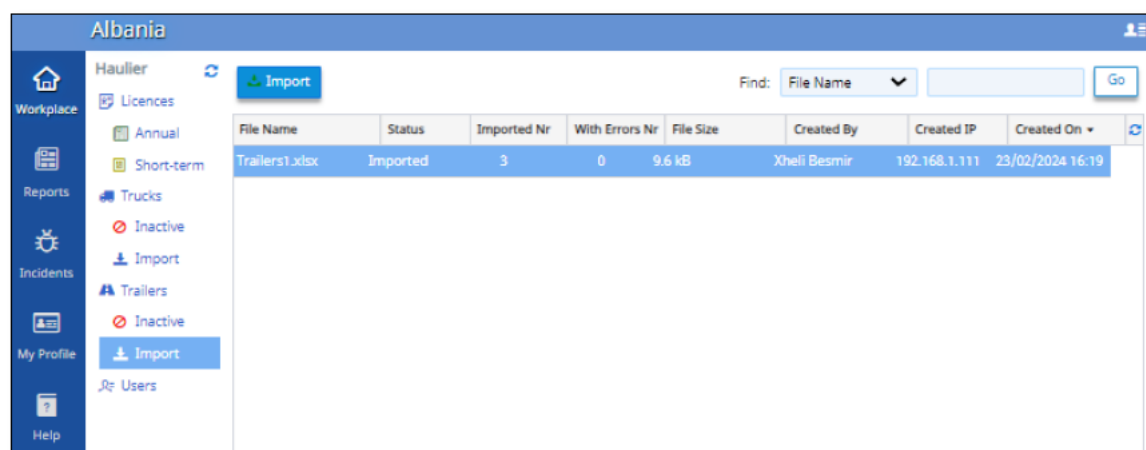 Albania
Workplace
Reports
Incidents
My Profile
Help
Haulier
Licences
Annual
Short-term
Trucks
Inactive
Import
Trailers
Inactive
Import
Users
Import
Find: File Name Go
File Name Status Imported Nr With Errors Nr File Size Created By Created IP Created On
Trailers1.xlsx Imported 3 0 9.6 kB Xheli Besmir 192.168.1.111 23/02/2024 16:19